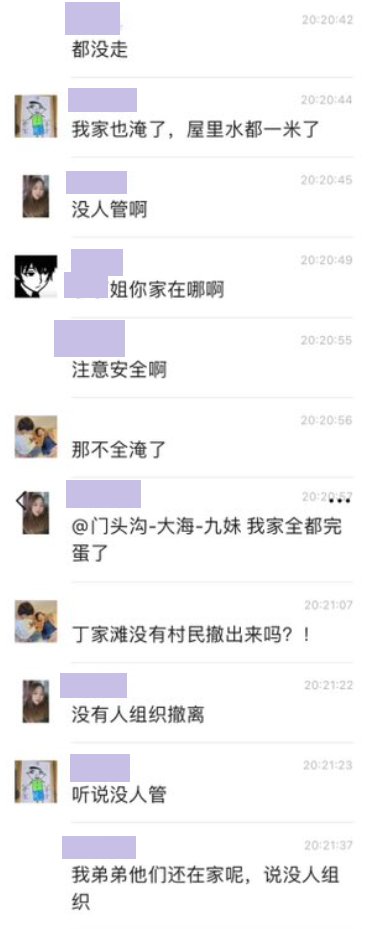 20:20:42
都没走
20:20:44
我家也淹了，屋里水都一米了
20:20:45
没人管啊
20:20:49
姐你家在哪啊
20:20:55
注意安全啊
20:20:56
那不全淹了
20:20:57
@门头沟-大海-九妹 我家全都完
蛋了
20:21:07
丁家滩没有村民撤出来吗？！
20:21:22
没有人组织撤离
20:21:23
听说没人管
20:21:37
我弟弟他们还在家呢，说没人组
织